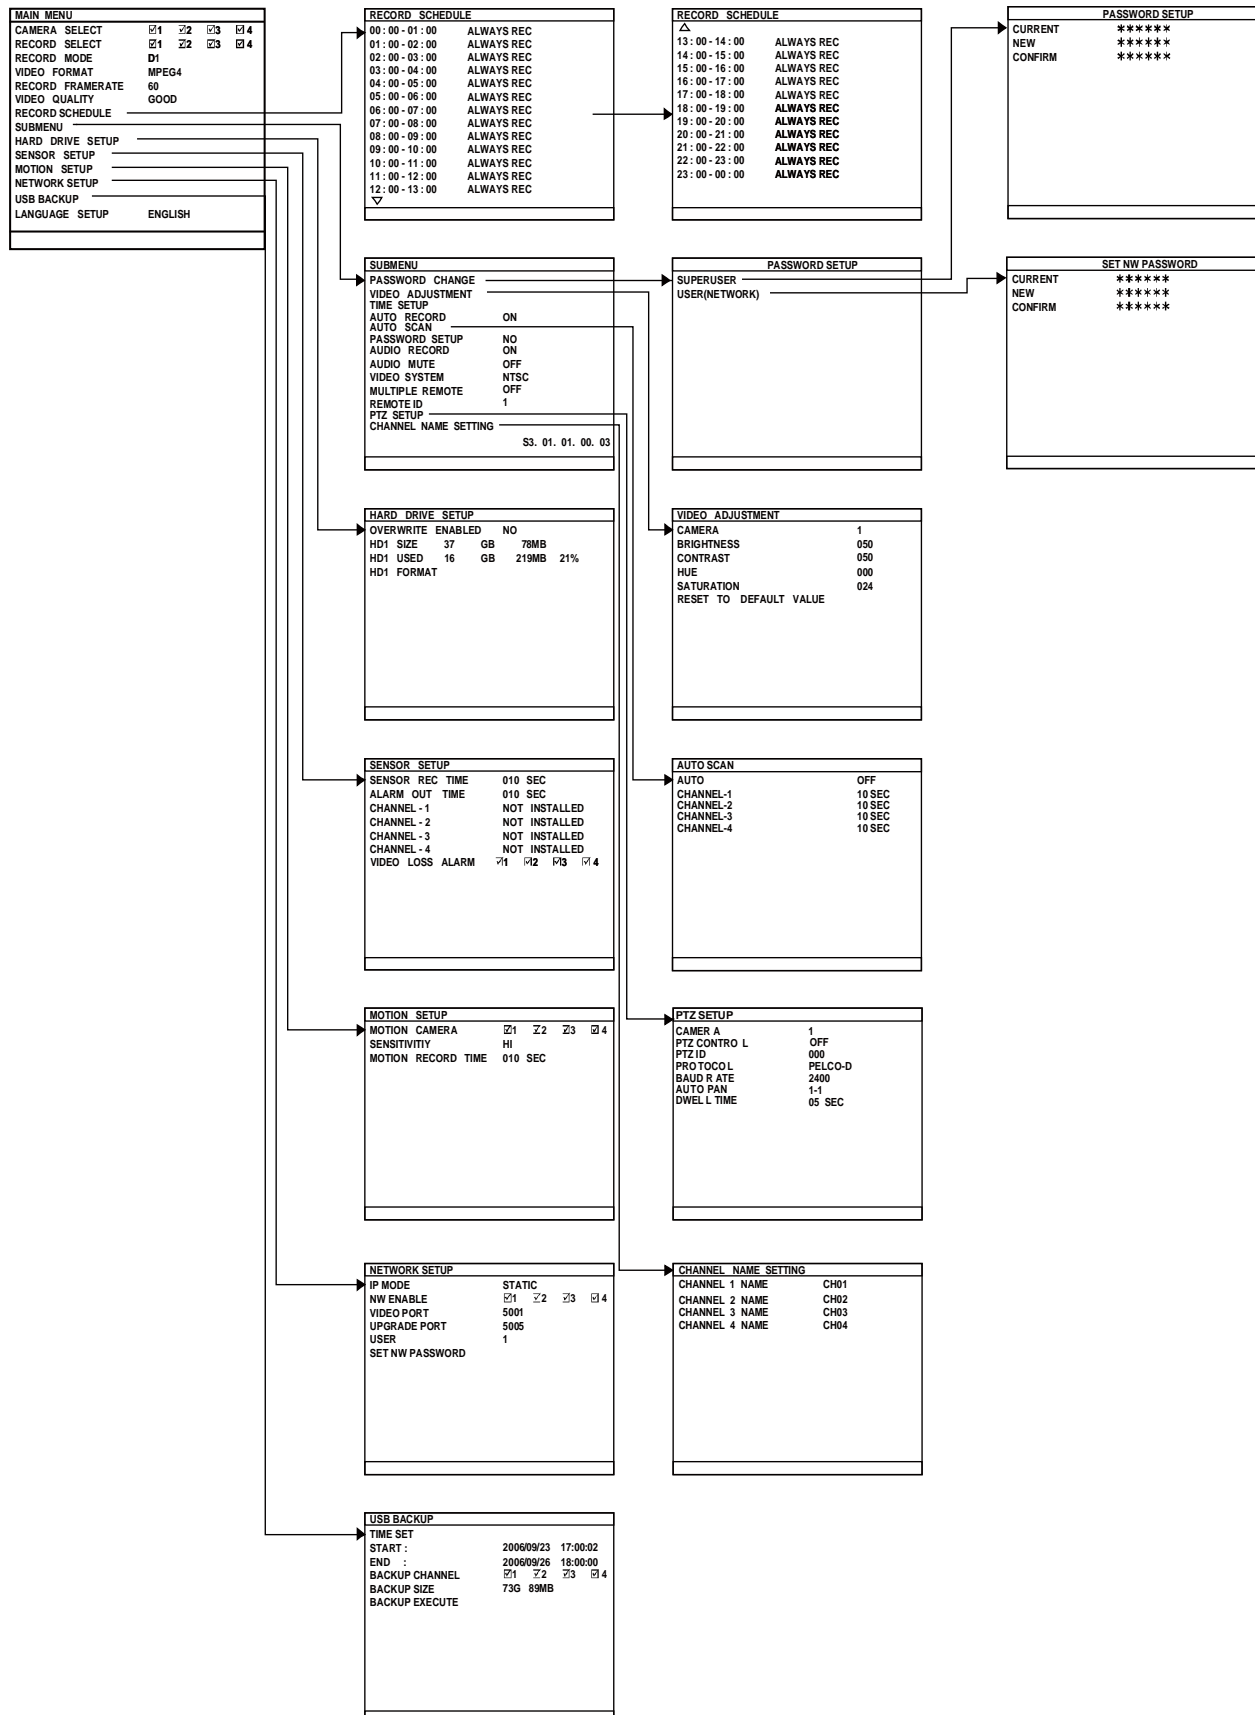 MAIN MENU
CAMERA SELECT ☑1 ☑2 ☑3 ☑4
RECORD SELECT ☑1 ☑2 ☑3 ☑4
RECORD MODE D1
VIDEO FORMAT MPEG4
RECORD FRAMERATE 60
VIDEO QUALITY GOOD
RECORD SCHEDULE
SUBMENU
HARD DRIVE SETUP
SENSOR SETUP
MOTION SETUP
NETWORK SETUP
USB BACKUP
LANGUAGE SETUP ENGLISH
RECORD SCHEDULE
00:00-01:00 ALWAYS REC
01:00-02:00 ALWAYS REC
02:00-03:00 ALWAYS REC
03:00-04:00 ALWAYS REC
04:00-05:00 ALWAYS REC
05:00-06:00 ALWAYS REC
06:00-07:00 ALWAYS REC
07:00-08:00 ALWAYS REC
08:00-09:00 ALWAYS REC
09:00-10:00 ALWAYS REC
10:00-11:00 ALWAYS REC
11:00-12:00 ALWAYS REC
12:00-13:00 ALWAYS REC
RECORD SCHEDULE
13:00-14:00 ALWAYS REC
14:00-15:00 ALWAYS REC
15:00-16:00 ALWAYS REC
16:00-17:00 ALWAYS REC
17:00-18:00 ALWAYS REC
18:00-19:00 ALWAYS REC
19:00-20:00 ALWAYS REC
20:00-21:00 ALWAYS REC
21:00-22:00 ALWAYS REC
22:00-23:00 ALWAYS REC
23:00-00:00 ALWAYS REC
PASSWORD SETUP
CURRENT ******
NEW ******
CONFIRM ******
SUBMENU
PASSWORD CHANGE
VIDEO ADJUSTMENT
TIME SETUP
AUTO RECORD ON
AUTO SCAN
PASSWORD SETUP NO
AUDIO RECORD ON
AUDIO MUTE OFF
VIDEO SYSTEM NTSC
MULTIPLE REMOTE OFF
REMOTE ID 1
PTZ SETUP
CHANNEL NAME SETTING
S3. 01. 01. 00. 03
PASSWORD SETUP
SUPERUSER
USER(NETWORK)
SET NW PASSWORD
CURRENT ******
NEW ******
CONFIRM ******
HARD DRIVE SETUP
OVERWRITE ENABLED NO
HD1 SIZE 37 GB 78MB
HD1 USED 16 GB 219MB 21%
HD1 FORMAT
VIDEO ADJUSTMENT
CAMERA 1
BRIGHTNESS 050
CONTRAST 050
HUE 000
SATURATION 024
RESET TO DEFAULT VALUE
SENSOR SETUP
SENSOR REC TIME 010 SEC
ALARM OUT TIME 010 SEC
CHANNEL - 1 NOT INSTALLED
CHANNEL - 2 NOT INSTALLED
CHANNEL - 3 NOT INSTALLED
CHANNEL - 4 NOT INSTALLED
VIDEO LOSS ALARM ☑1 ☑2 ☑3 ☑4
AUTO SCAN
AUTO OFF
CHANNEL-1 10 SEC
CHANNEL-2 10 SEC
CHANNEL-3 10 SEC
CHANNEL-4 10 SEC
MOTION SETUP
MOTION CAMERA ☑1 ☑2 ☑3 ☑4
SENSITIVITIY HI
MOTION RECORD TIME 010 SEC
PTZ SETUP
CAMER A 1
PTZ CONTRO L OFF
PTZ ID 000
PRO TOCO L PELCO-D
BAUD R ATE 2400
AUTO PAN 1-1
DWEL L TIME 05 SEC
NETWORK SETUP
IP MODE STATIC
NW ENABLE ☑1 ☑2 ☑3 ☑4
VIDEO PORT 5001
UPGRADE PORT 5005
USER 1
SET NW PASSWORD
CHANNEL NAME SETTING
CHANNEL 1 NAME CH01
CHANNEL 2 NAME CH02
CHANNEL 3 NAME CH03
CHANNEL 4 NAME CH04
USB BACKUP
TIME SET
START : 2006/09/23 17:00:02
END : 2006/09/26 18:00:00
BACKUP CHANNEL ☑1 ☑2 ☑3 ☑4
BACKUP SIZE 73G 89MB
BACKUP EXECUTE